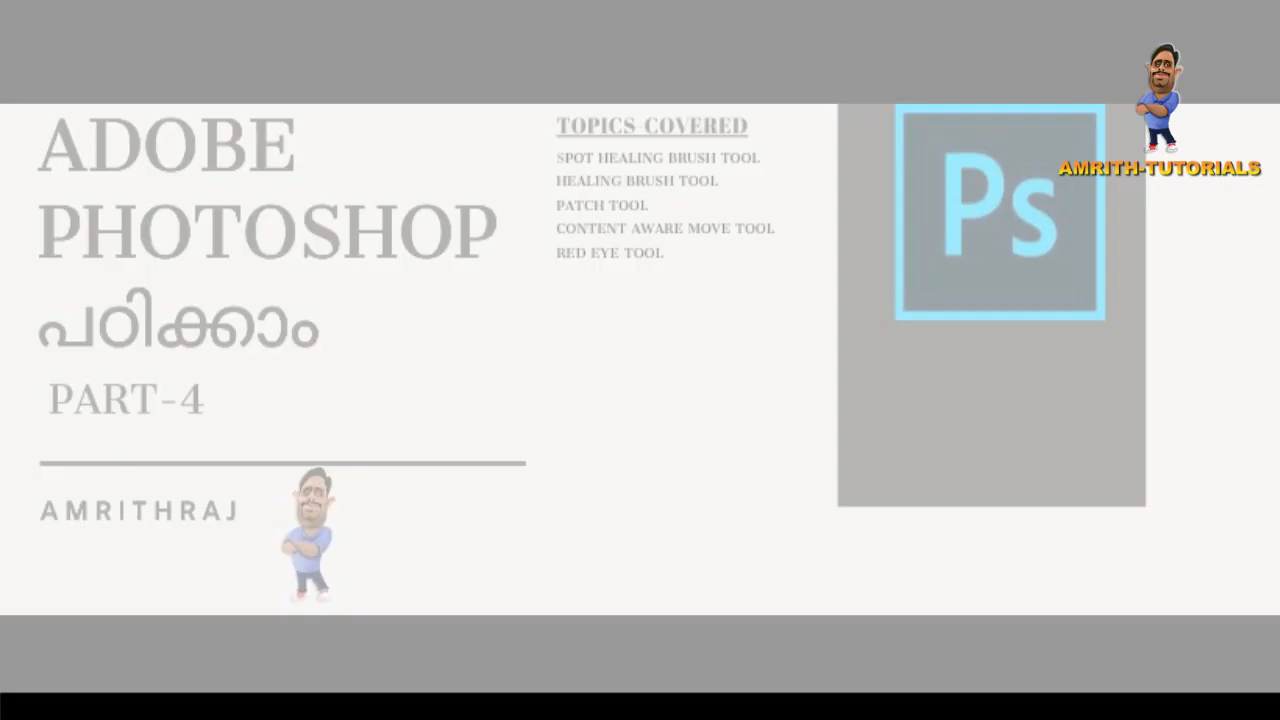 ADOBE
PHOTOSHOP
പഠിക്കാം
PART-4
AMRITHRAJ
TOPICS COVERED
SPOT HEALING BRUSH TOOL
HEALING BRUSH TOOL
PATCH TOOL
CONTENT AWARE MOVE TOOL
RED EYE TOOL
Ps
AMRITH-TUTORIALS